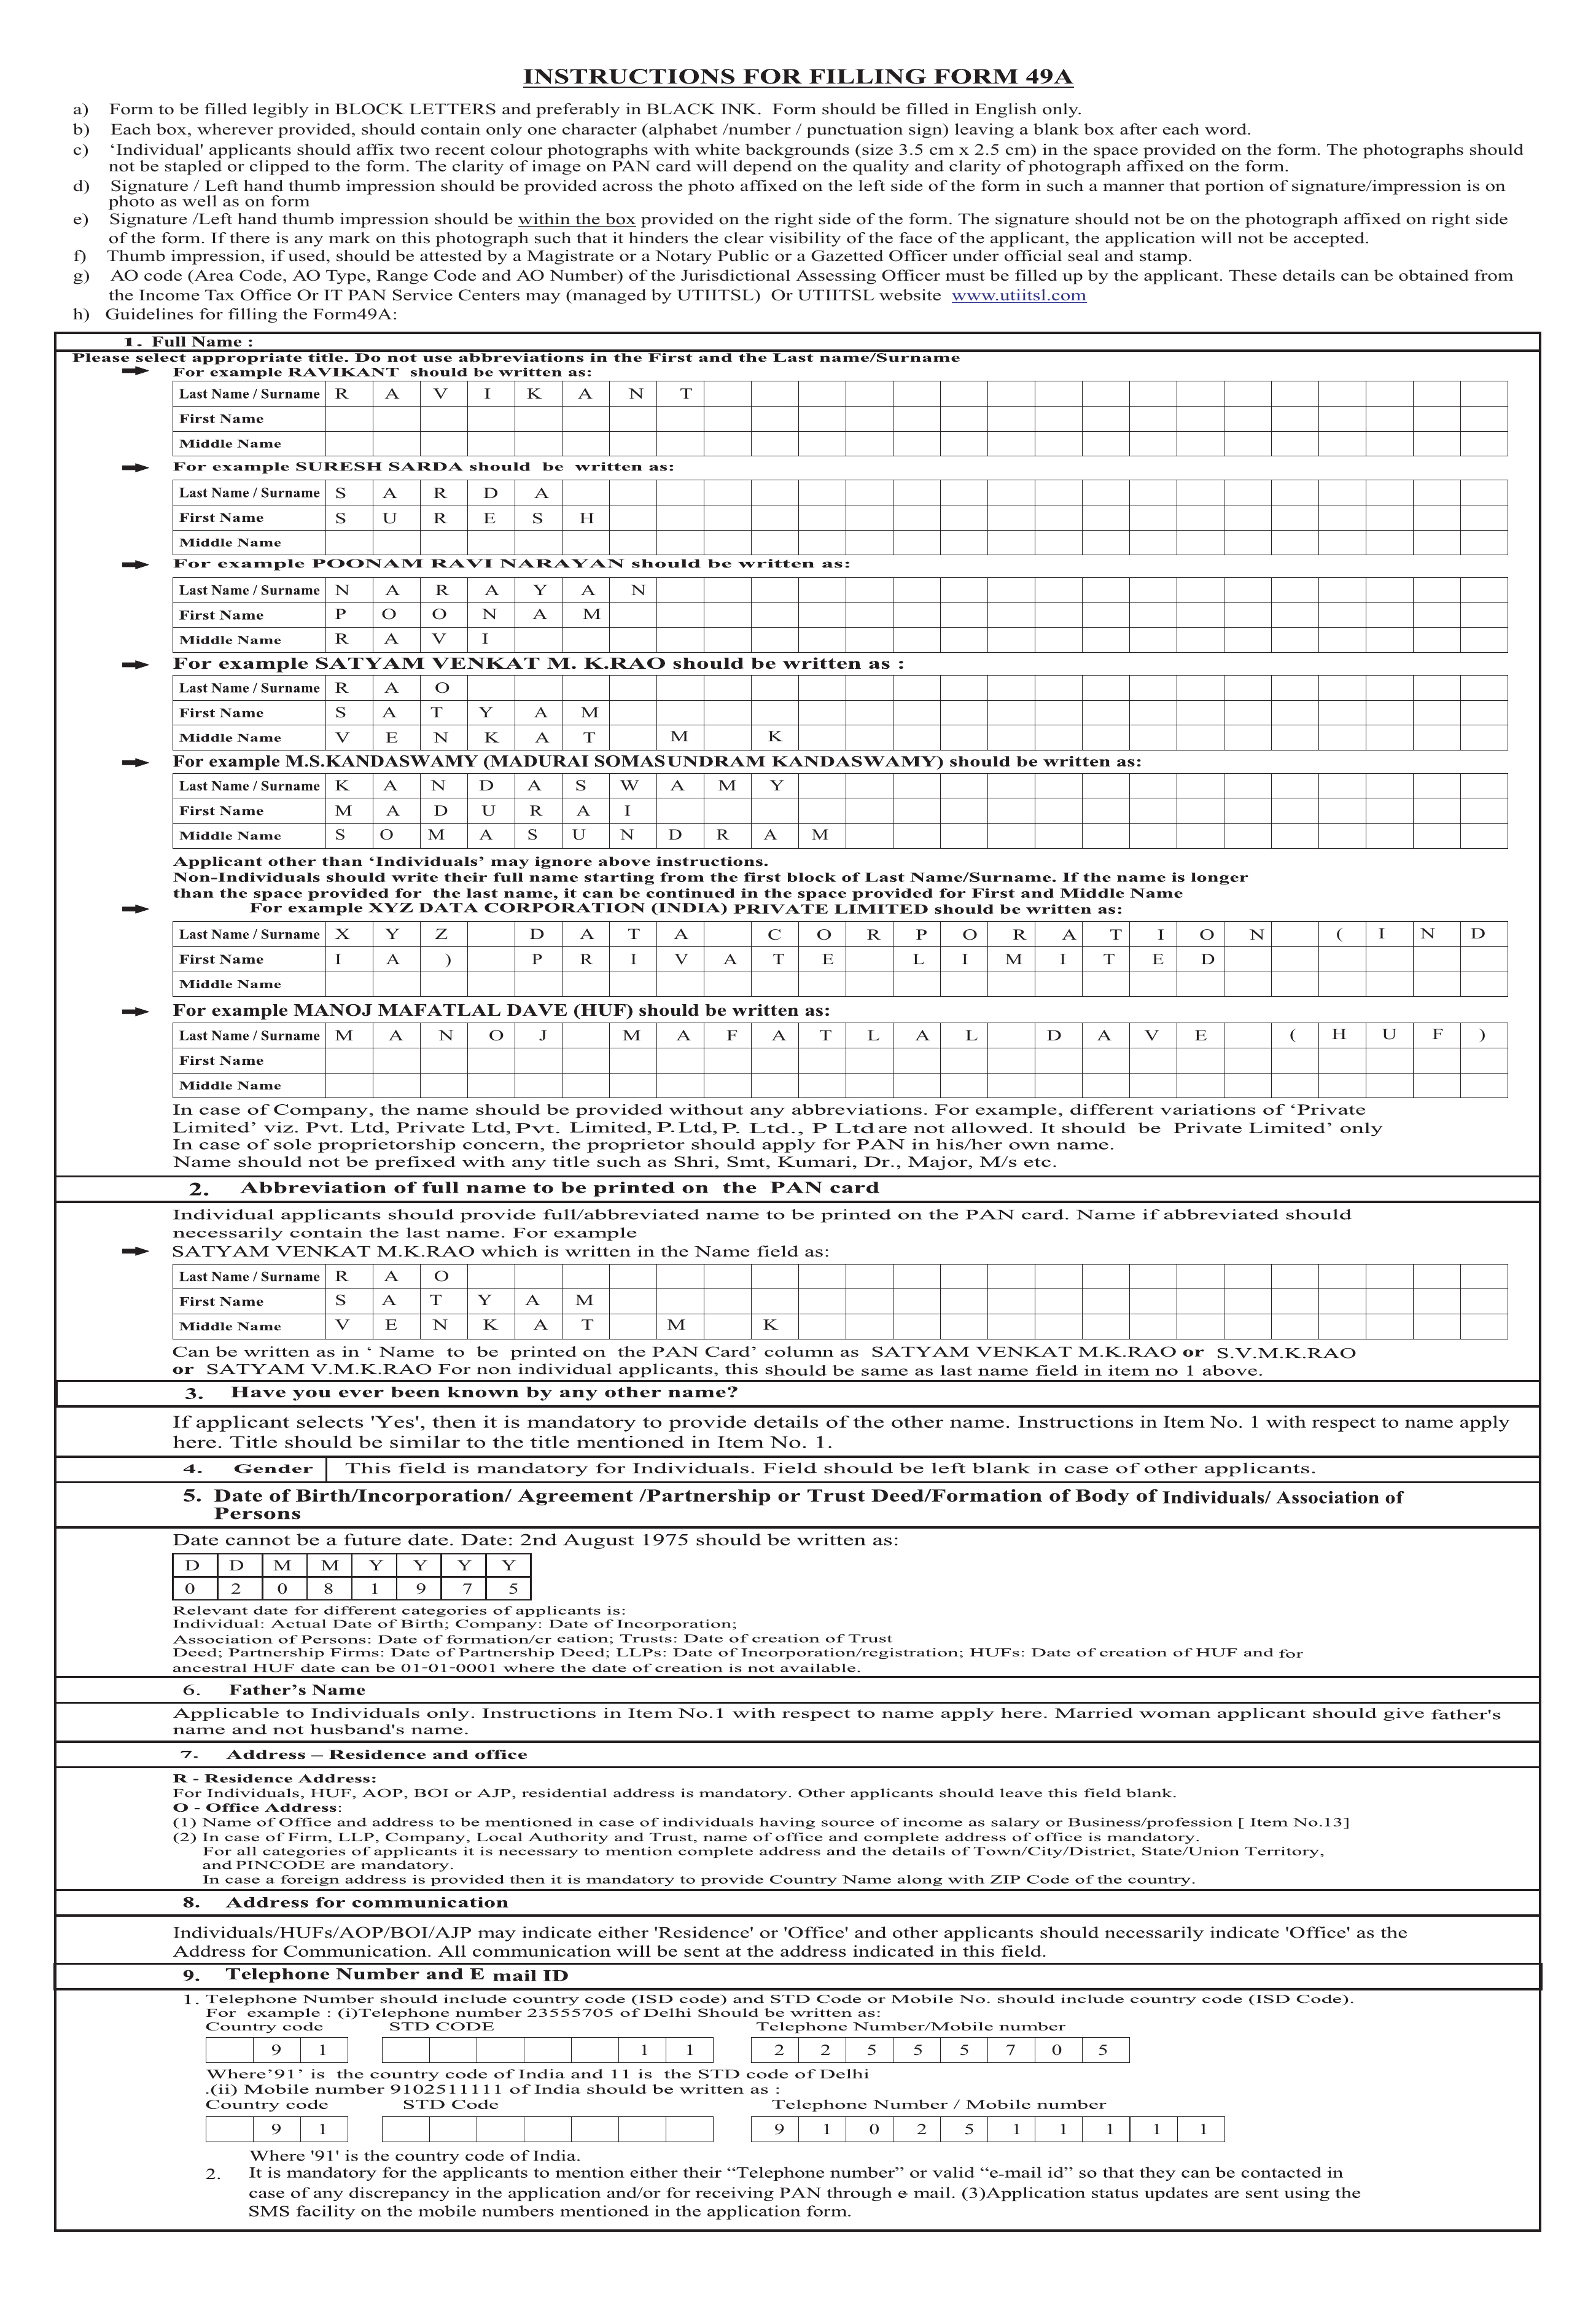 INSTRUCTIONS FOR FILLING FORM 49A
a) Form to be filled legibly in BLOCK LETTERS and preferably in BLACK INK. Form should be filled in English only.
b) Each box, wherever provided, should contain only one character (alphabet /number / punctuation sign) leaving a blank box after each word.
c) ‘Individual' applicants should affix two recent colour photographs with white backgrounds (size 3.5 cm x 2.5 cm) in the space provided on the form. The photographs should
not be stapled or clipped to the form. The clarity of image on PAN card will depend on the quality and clarity of photograph affixed on the form.
d) Signature / Left hand thumb impression should be provided across the photo affixed on the left side of the form in such a manner that portion of signature/impression is on
photo as well as on form
e) Signature /Left hand thumb impression should be within the box provided on the right side of the form. The signature should not be on the photograph affixed on right side
of the form. If there is any mark on this photograph such that it hinders the clear visibility of the face of the applicant, the application will not be accepted.
f) Thumb impression, if used, should be attested by a Magistrate or a Notary Public or a Gazetted Officer under official seal and stamp.
g) AO code (Area Code, AO Type, Range Code and AO Number) of the Jurisdictional Assessing Officer must be filled up by the applicant. These details can be obtained from
the Income Tax Office Or IT PAN Service Centers may (managed by UTIITSL) Or UTIITSL website www.utiitsl.com
h) Guidelines for filling the Form49A:
1. Full Name :
Please select appropriate title. Do not use abbreviations in the First and the Last name/Surname
For example RAVIKANT should be written as:
Last Name / Surname R A V I K A N T
First Name
Middle Name
For example SURESH SARDA should be written as:
Last Name / Surname S A R D A
First Name S U R E S H
Middle Name
For example POONAM RAVI NARAYAN should be written as:
Last Name / Surname N A R A Y A N
First Name P O O N A M
Middle Name R A V I
For example SATYAM VENKAT M. K.RAO should be written as :
Last Name / Surname R A O
First Name S A T Y A M
Middle Name V E N K A T M K
For example M.S.KANDASWAMY (MADURAI SOMASUNDRAM KANDASWAMY) should be written as:
Last Name / Surname K A N D A S W A M Y
First Name M A D U R A I
Middle Name S O M A S U N D R A M
Applicant other than ‘Individuals’ may ignore above instructions.
Non-Individuals should write their full name starting from the first block of Last Name/Surname. If the name is longer
than the space provided for the last name, it can be continued in the space provided for First and Middle Name
For example XYZ DATA CORPORATION (INDIA) PRIVATE LIMITED should be written as:
Last Name / Surname X Y Z D A T A C O R P O R A T I O N ( I N D
First Name I A ) P R I V A T E L I M I T E D
Middle Name
For example MANOJ MAFATLAL DAVE (HUF) should be written as:
Last Name / Surname M A N O J M A F A T L A L D A V E ( H U F )
First Name
Middle Name
In case of Company, the name should be provided without any abbreviations. For example, different variations of ‘Private
Limited’ viz. Pvt. Ltd, Private Ltd, Pvt. Limited, P. Ltd, P. Ltd., P Ltd are not allowed. It should be Private Limited’ only
In case of sole proprietorship concern, the proprietor should apply for PAN in his/her own name.
Name should not be prefixed with any title such as Shri, Smt, Kumari, Dr., Major, M/s etc.
2. Abbreviation of full name to be printed on the PAN card
Individual applicants should provide full/abbreviated name to be printed on the PAN card. Name if abbreviated should
necessarily contain the last name. For example
SATYAM VENKAT M.K.RAO which is written in the Name field as:
Last Name / Surname R A O
First Name S A T Y A M
Middle Name V E N K A T M K
Can be written as in ‘ Name to be printed on the PAN Card’ column as SATYAM VENKAT M.K.RAO or S.V.M.K.RAO
or SATYAM V.M.K.RAO For non individual applicants, this should be same as last name field in item no 1 above.
3. Have you ever been known by any other name?
If applicant selects 'Yes', then it is mandatory to provide details of the other name. Instructions in Item No. 1 with respect to name apply
here. Title should be similar to the title mentioned in Item No. 1.
4. Gender This field is mandatory for Individuals. Field should be left blank in case of other applicants.
5. Date of Birth/Incorporation/ Agreement /Partnership or Trust Deed/Formation of Body of Individuals/ Association of
Persons
Date cannot be a future date. Date: 2nd August 1975 should be written as:
D D M M Y Y Y Y
0 2 0 8 1 9 7 5
Relevant date for different categories of applicants is:
Individual: Actual Date of Birth; Company: Date of Incorporation;
Association of Persons: Date of formation/cr eation; Trusts: Date of creation of Trust
Deed; Partnership Firms: Date of Partnership Deed; LLPs: Date of Incorporation/registration; HUFs: Date of creation of HUF and for
ancestral HUF date can be 01-01-0001 where the date of creation is not available.
6. Father’s Name
Applicable to Individuals only. Instructions in Item No.1 with respect to name apply here. Married woman applicant should give father's
name and not husband's name.
7. Address – Residence and office
R - Residence Address:
For Individuals, HUF, AOP, BOI or AJP, residential address is mandatory. Other applicants should leave this field blank.
O - Office Address:
(1) Name of Office and address to be mentioned in case of individuals having source of income as salary or Business/profession [ Item No.13]
(2) In case of Firm, LLP, Company, Local Authority and Trust, name of office and complete address of office is mandatory.
For all categories of applicants it is necessary to mention complete address and the details of Town/City/District, State/Union Territory,
and PINCODE are mandatory.
In case a foreign address is provided then it is mandatory to provide Country Name along with ZIP Code of the country.
8. Address for communication
Individuals/HUFs/AOP/BOI/AJP may indicate either 'Residence' or 'Office' and other applicants should necessarily indicate 'Office' as the
Address for Communication. All communication will be sent at the address indicated in this field.
9. Telephone Number and E mail ID
1. Telephone Number should include country code (ISD code) and STD Code or Mobile No. should include country code (ISD Code).
For example : (i)Telephone number 23555705 of Delhi Should be written as:
Country code STD CODE Telephone Number/Mobile number
9 1 1 1 2 2 5 5 5 7 0 5
Where’91’ is the country code of India and 11 is the STD code of Delhi
.(ii) Mobile number 9102511111 of India should be written as :
Country code STD Code Telephone Number / Mobile number
9 1 9 1 0 2 5 1 1 1 1 1
Where '91' is the country code of India.
2. It is mandatory for the applicants to mention either their “Telephone number” or valid “e-mail id” so that they can be contacted in
case of any discrepancy in the application and/or for receiving PAN through e- mail. (3)Application status updates are sent using the
SMS facility on the mobile numbers mentioned in the application form.